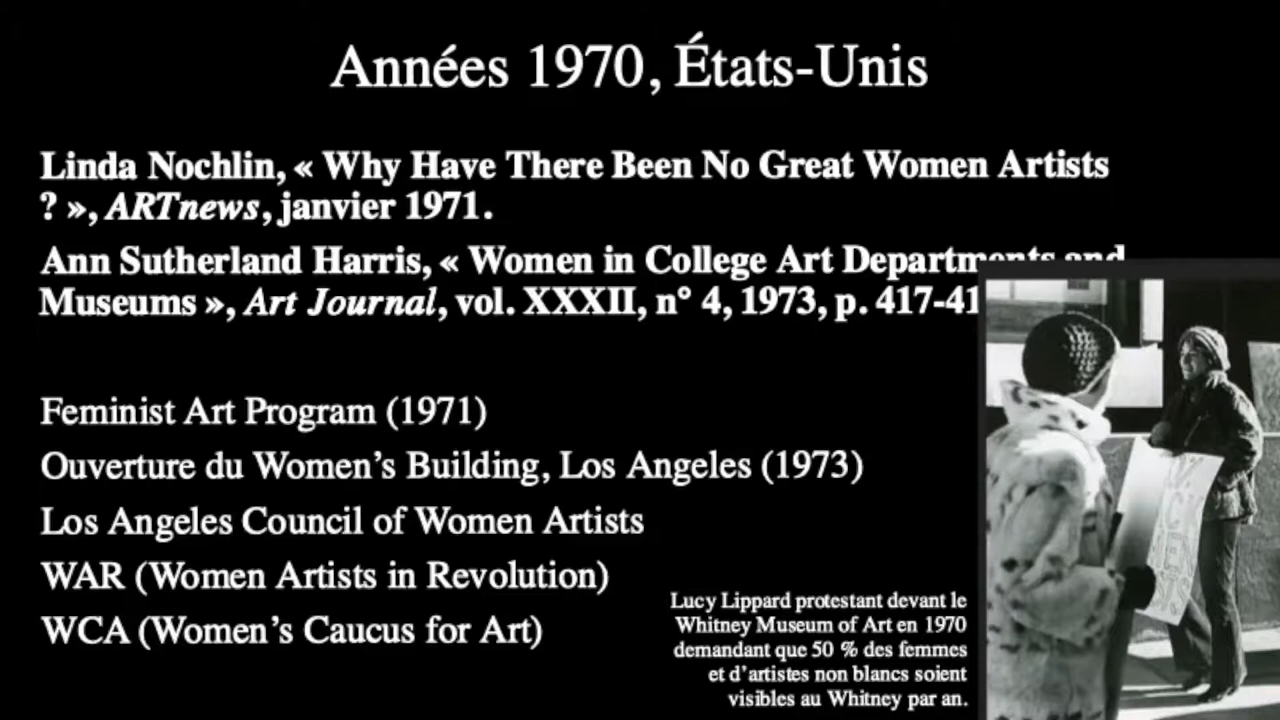 Années 1970, États-Unis
Linda Nochlin, « Why Have There Been No Great Women Artists
? », ARTnews, janvier 1971.
Ann Sutherland Harris, « Women in College Art Departments and
Museums », Art Journal, vol. XXXII, n° 4, 1973, p. 417-41
Feminist Art Program (1971)
Ouverture du Women’s Building, Los Angeles (1973)
Los Angeles Council of Women Artists
WAR (Women Artists in Revolution)
WCA (Women’s Caucus for Art)
Lucy Lippard protestant devant le
Whitney Museum of Art en 1970
demandant que 50 % des femmes
et d’artistes non blancs soient
visibles au Whitney par an.